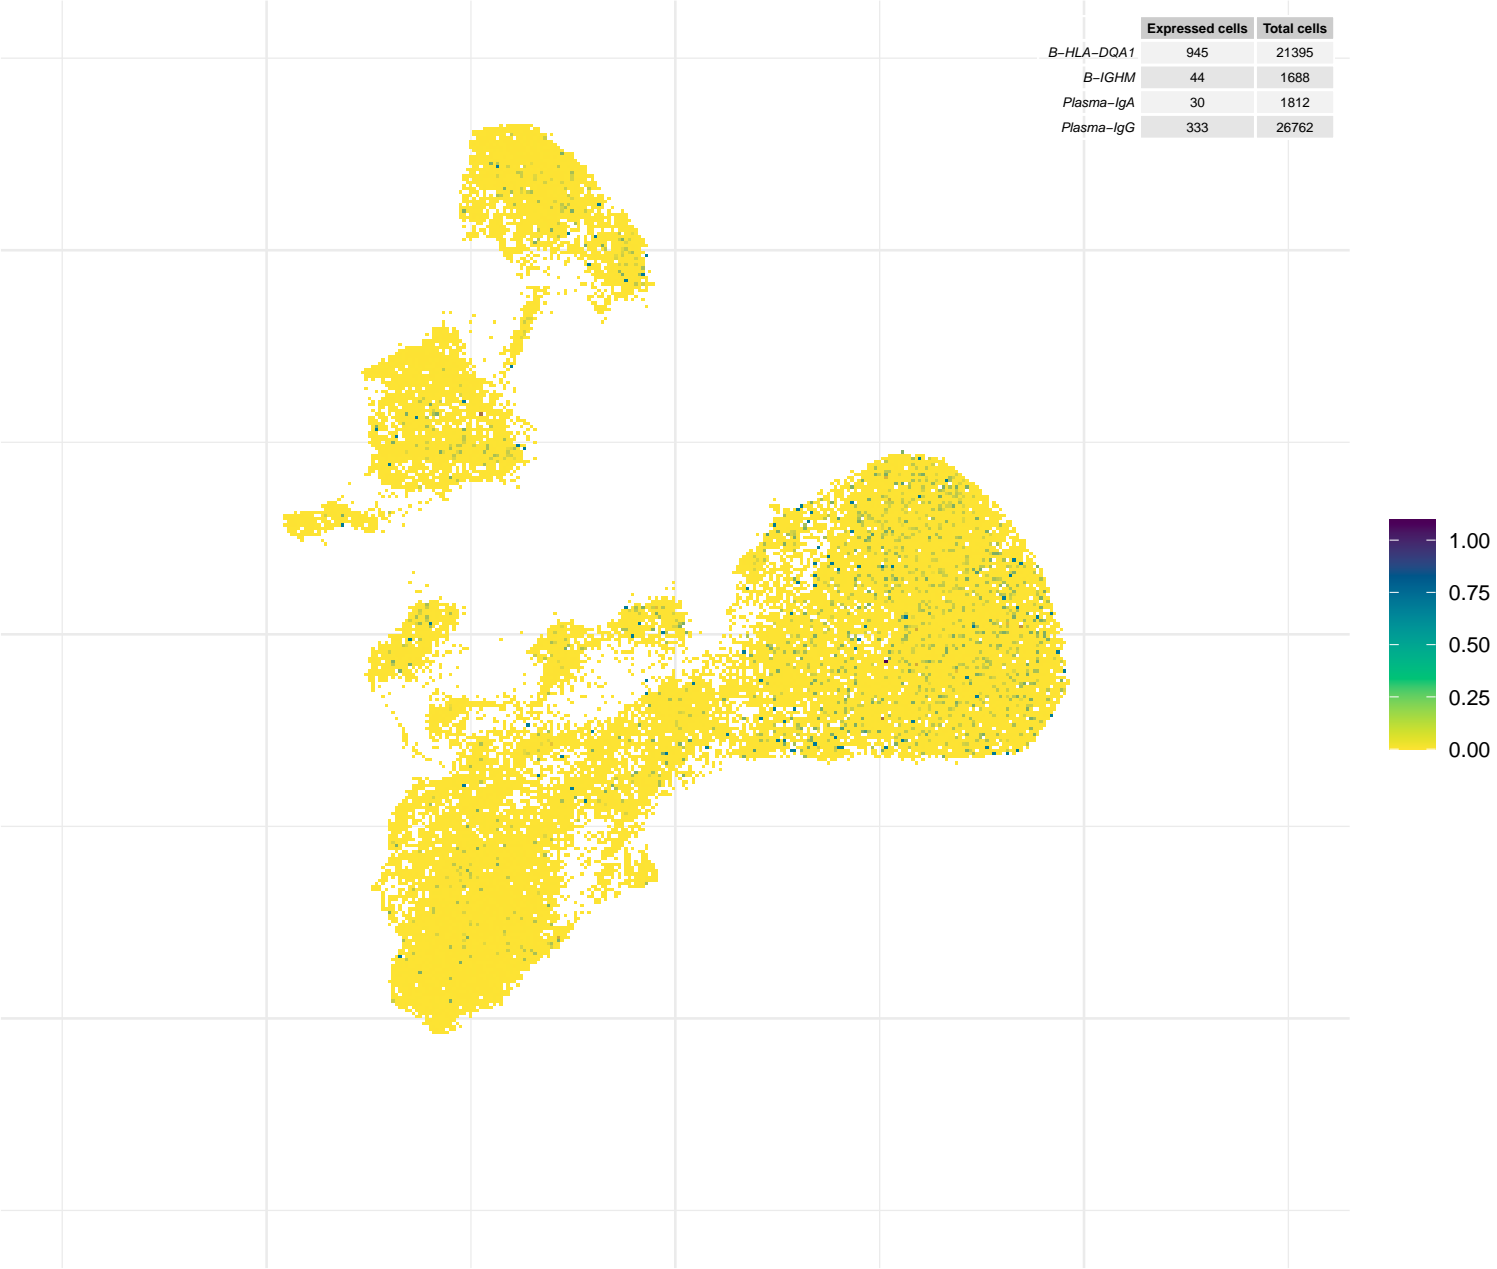 Expressed cells Total cells
B−HLA−DQA1 945 21395
B−IGHM 44 1688
Plasma−IgA 30 1812
Plasma−IgG 333 26762
1.00
0.75
0.50
0.25
0.00